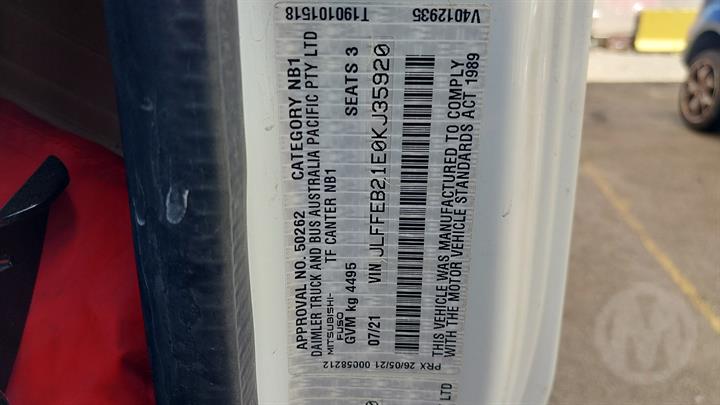 APPROVAL NO. 50262 CATEGORY NB1
DAIMLER TRUCK AND BUS AUSTRALIA PACIFIC PTY LTD
MITSUBISHI-FUSO TF CANTER NB1
GVM kg 4495 SEATS 3
07/21 VIN JLFFEB21E0KJ35920
THIS VEHICLE WAS MANUFACTURED TO COMPLY
WITH THE MOTOR VEHICLE STANDARDS ACT 1989
PRX 26/05/21 00058212 T190101518 V4012935
LTD
M